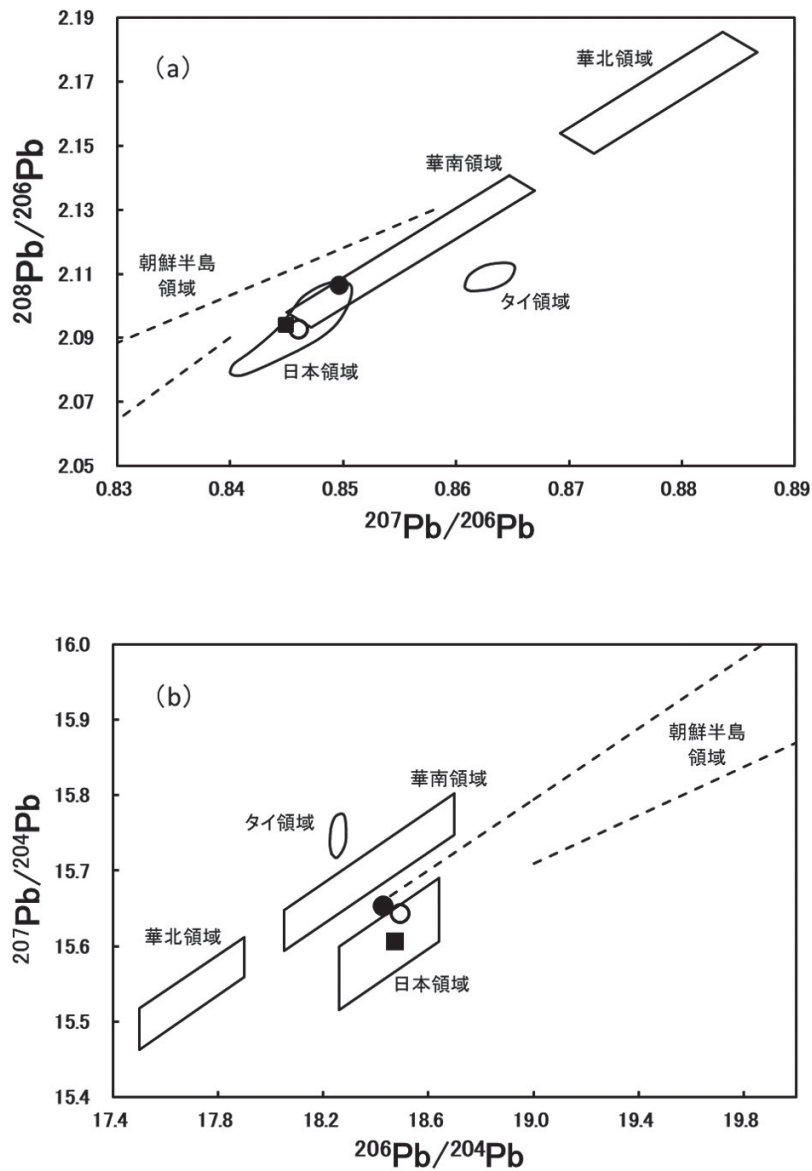 2.19
(a)
華北領域
2.17
2.15
華南領域
2.13
朝鮮半島
領域
2.11
タイ領域
2.09
日本領域
2.07
2.05
0.83 0.84 0.85 0.86 0.87 0.88 0.89
²⁰⁸Pb/²⁰⁶Pb
²⁰⁷Pb/²⁰⁶Pb
16.0
(b)
15.9
朝鮮半島
領域
華南領域
15.8
タイ領域
15.7
華北領域
15.6
日本領域
15.5
15.4
17.4 17.8 18.2 18.6 19.0 19.4 19.8
²⁰⁷Pb/²⁰⁴Pb
²⁰⁶Pb/²⁰⁴Pb